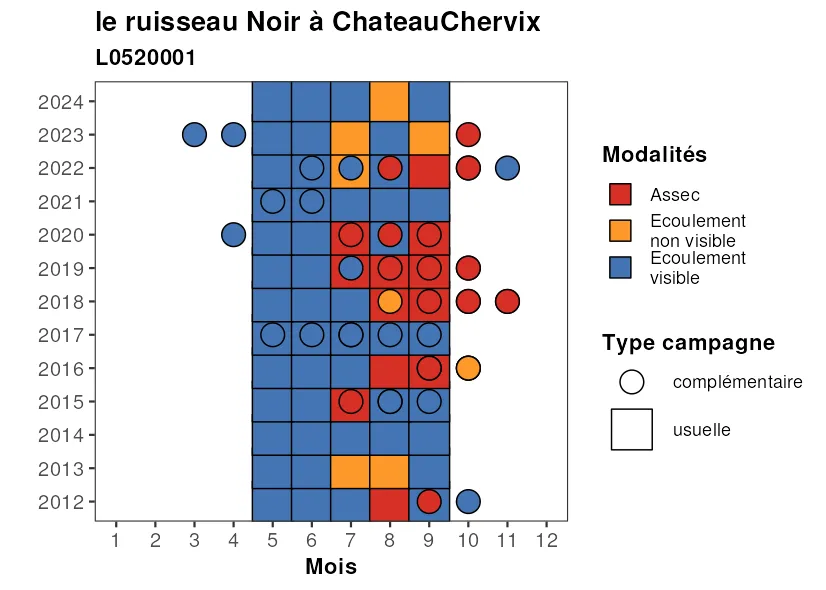 le ruisseau Noir à ChateauChervix
L0520001
2024
2023
2022
2021
2020
2019
2018
2017
2016
2015
2014
2013
2012
1 2 3 4 5 6 7 8 9 10 11 12
Mois
Modalités
Assec
Ecoulement
non visible
Ecoulement
visible
Type campagne
complémentaire
usuelle